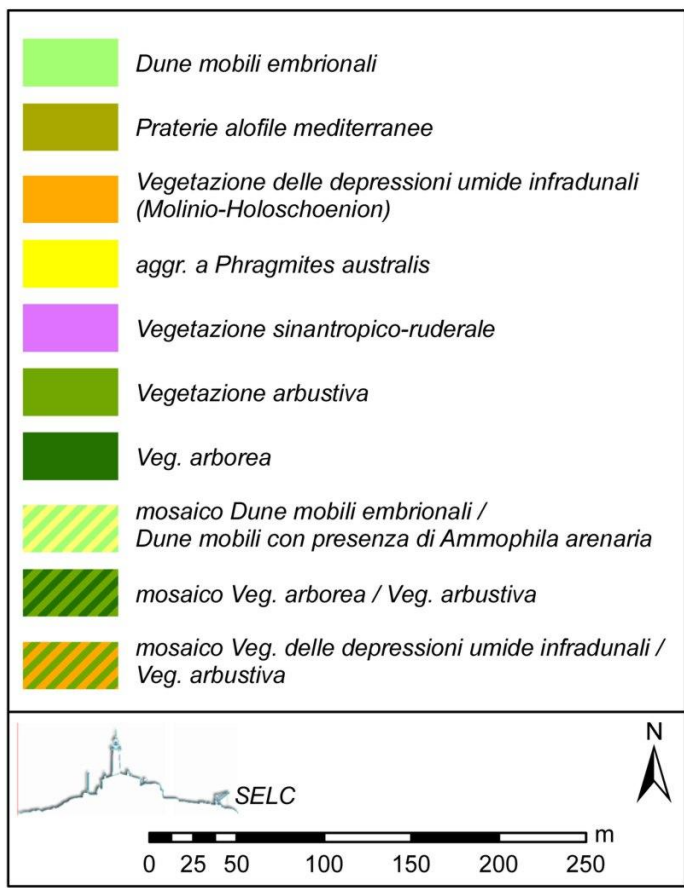 Dune mobili embrionali
Praterie alofile mediterranee
Vegetazione delle depressioni umide infradunali
(Molinio-Holoschoenion)
aggr. a Phragmites australis
Vegetazione sinantropico-ruderale
Vegetazione arbustiva
Veg. arborea
mosaico Dune mobili embrionali /
Dune mobili con presenza di Ammophila arenaria
mosaico Veg. arborea / Veg. arbustiva
mosaico Veg. delle depressioni umide infradunali /
Veg. arbustiva
SELC
N
m
0 25 50 100 150 200 250